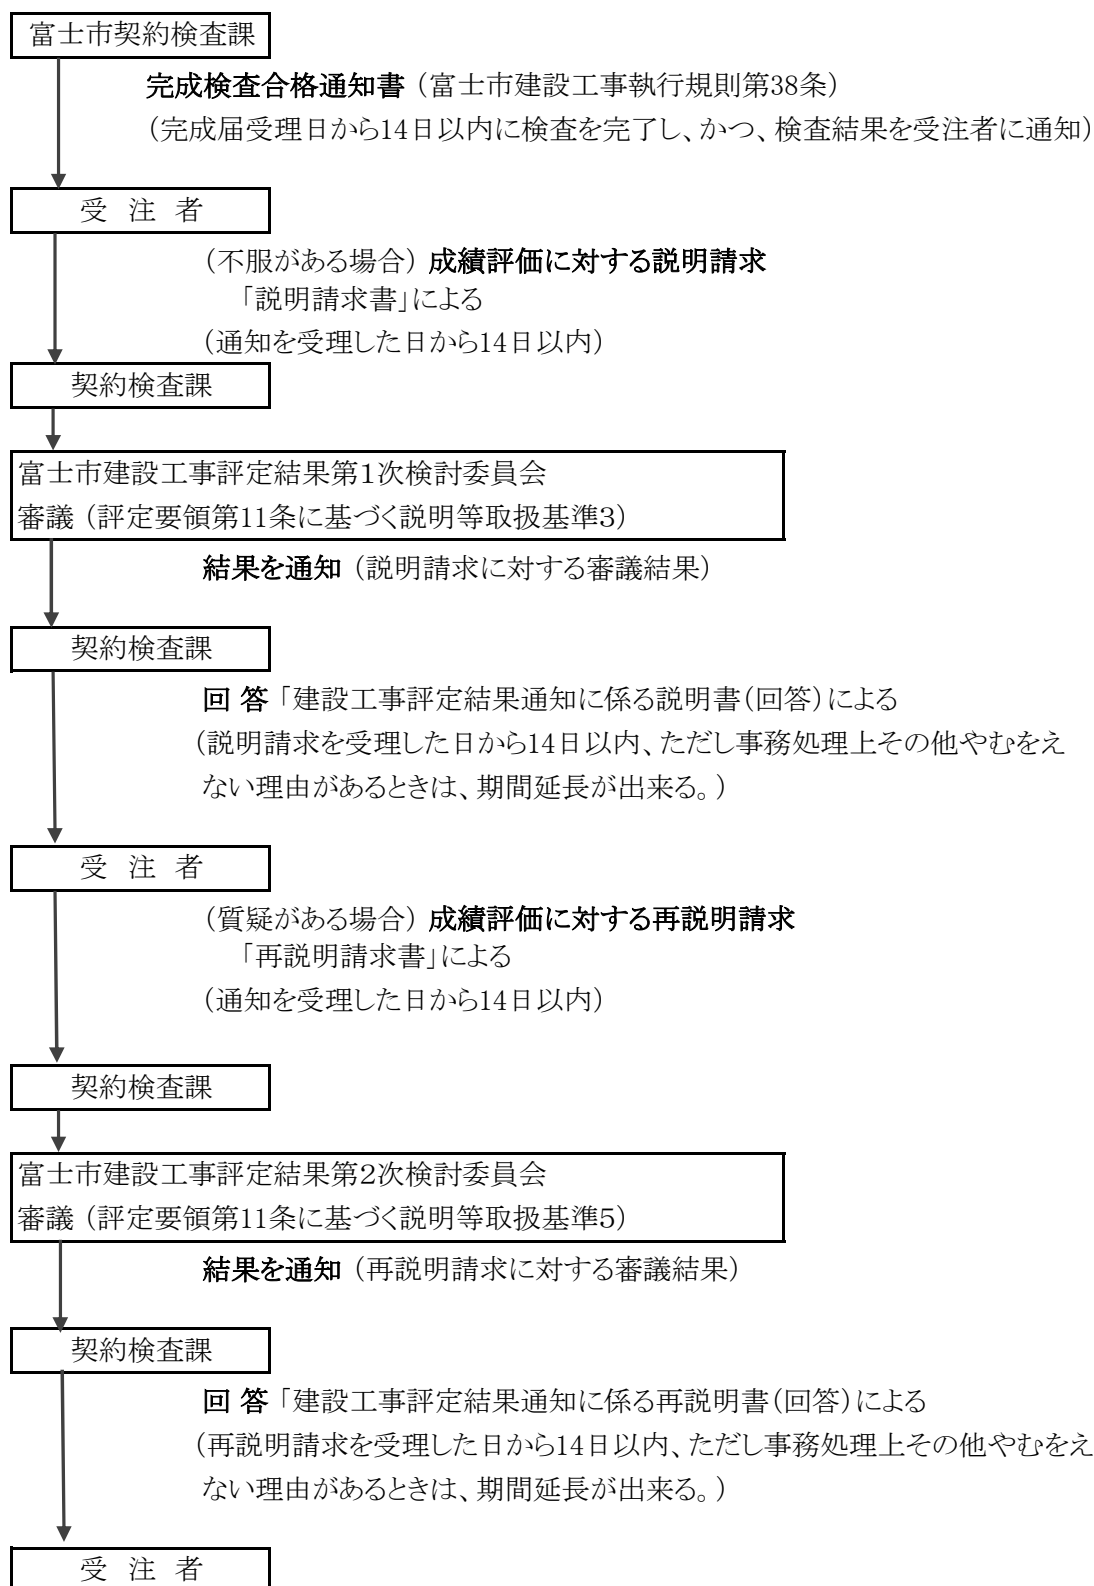 富士市契約検査課
完成検査合格通知書（富士市建設工事執行規則第38条）
（完成届受理日から14日以内に検査を完了し、かつ、検査結果を受注者に通知）
受 注 者
（不服がある場合）成績評価に対する説明請求
「説明請求書」による
（通知を受理した日から14日以内）
契約検査課
富士市建設工事評定結果第1次検討委員会
審議（評定要領第11条に基づく説明等取扱基準3）
結果を通知（説明請求に対する審議結果）
契約検査課
回 答「建設工事評定結果通知に係る説明書（回答）による
（説明請求を受理した日から14日以内、ただし事務処理上その他やむをえ
ない理由があるときは、期間延長が出来る。）
受 注 者
（質疑がある場合）成績評価に対する再説明請求
「再説明請求書」による
（通知を受理した日から14日以内）
契約検査課
富士市建設工事評定結果第2次検討委員会
審議（評定要領第11条に基づく説明等取扱基準5）
結果を通知（再説明請求に対する審議結果）
契約検査課
回 答「建設工事評定結果通知に係る再説明書（回答）による
（再説明請求を受理した日から14日以内、ただし事務処理上その他やむをえ
ない理由があるときは、期間延長が出来る。）
受 注 者